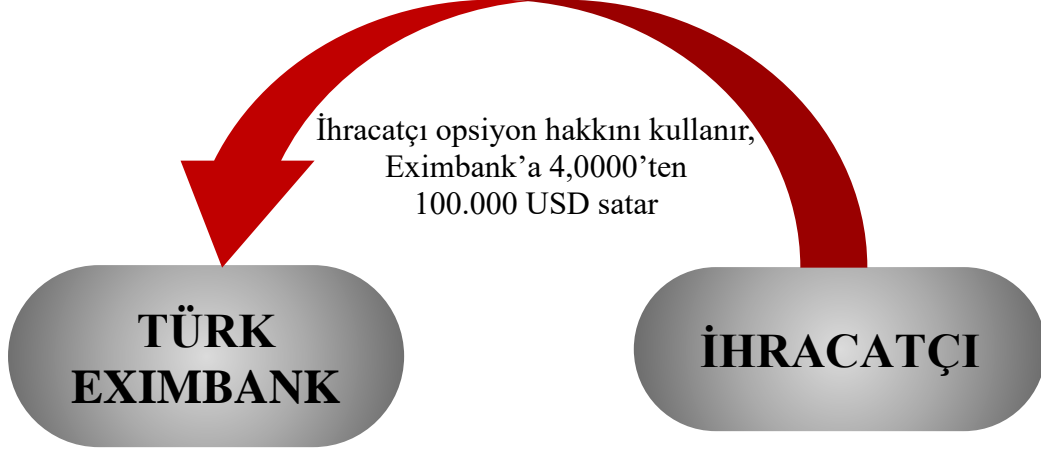 İhracatçı opsiyon hakkını kullanır,
Eximbank’a 4,0000’ten
100.000 USD satar
TÜRK
EXIMBANK
İHRACATÇI